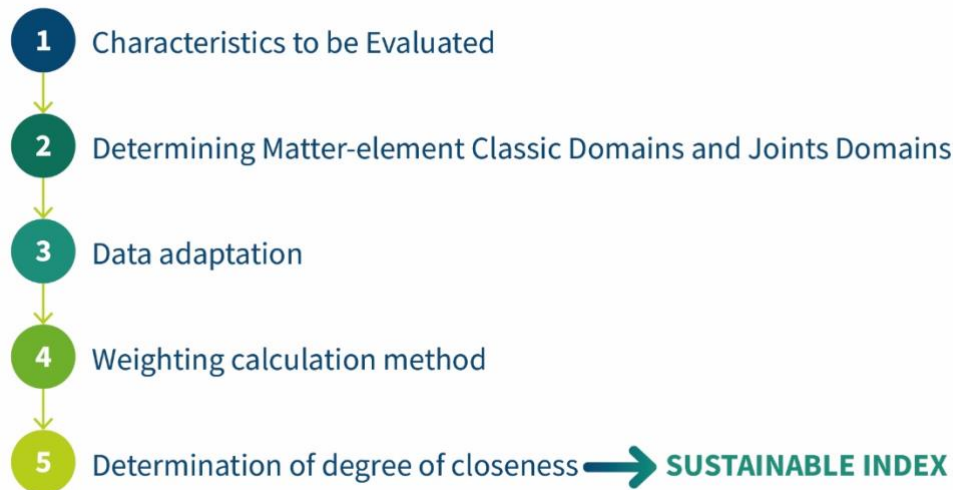 1 Characteristics to be Evaluated
2 Determining Matter-element Classic Domains and Joints Domains
3 Data adaptation
4 Weighting calculation method
5 Determination of degree of closeness SUSTAINABLE INDEX